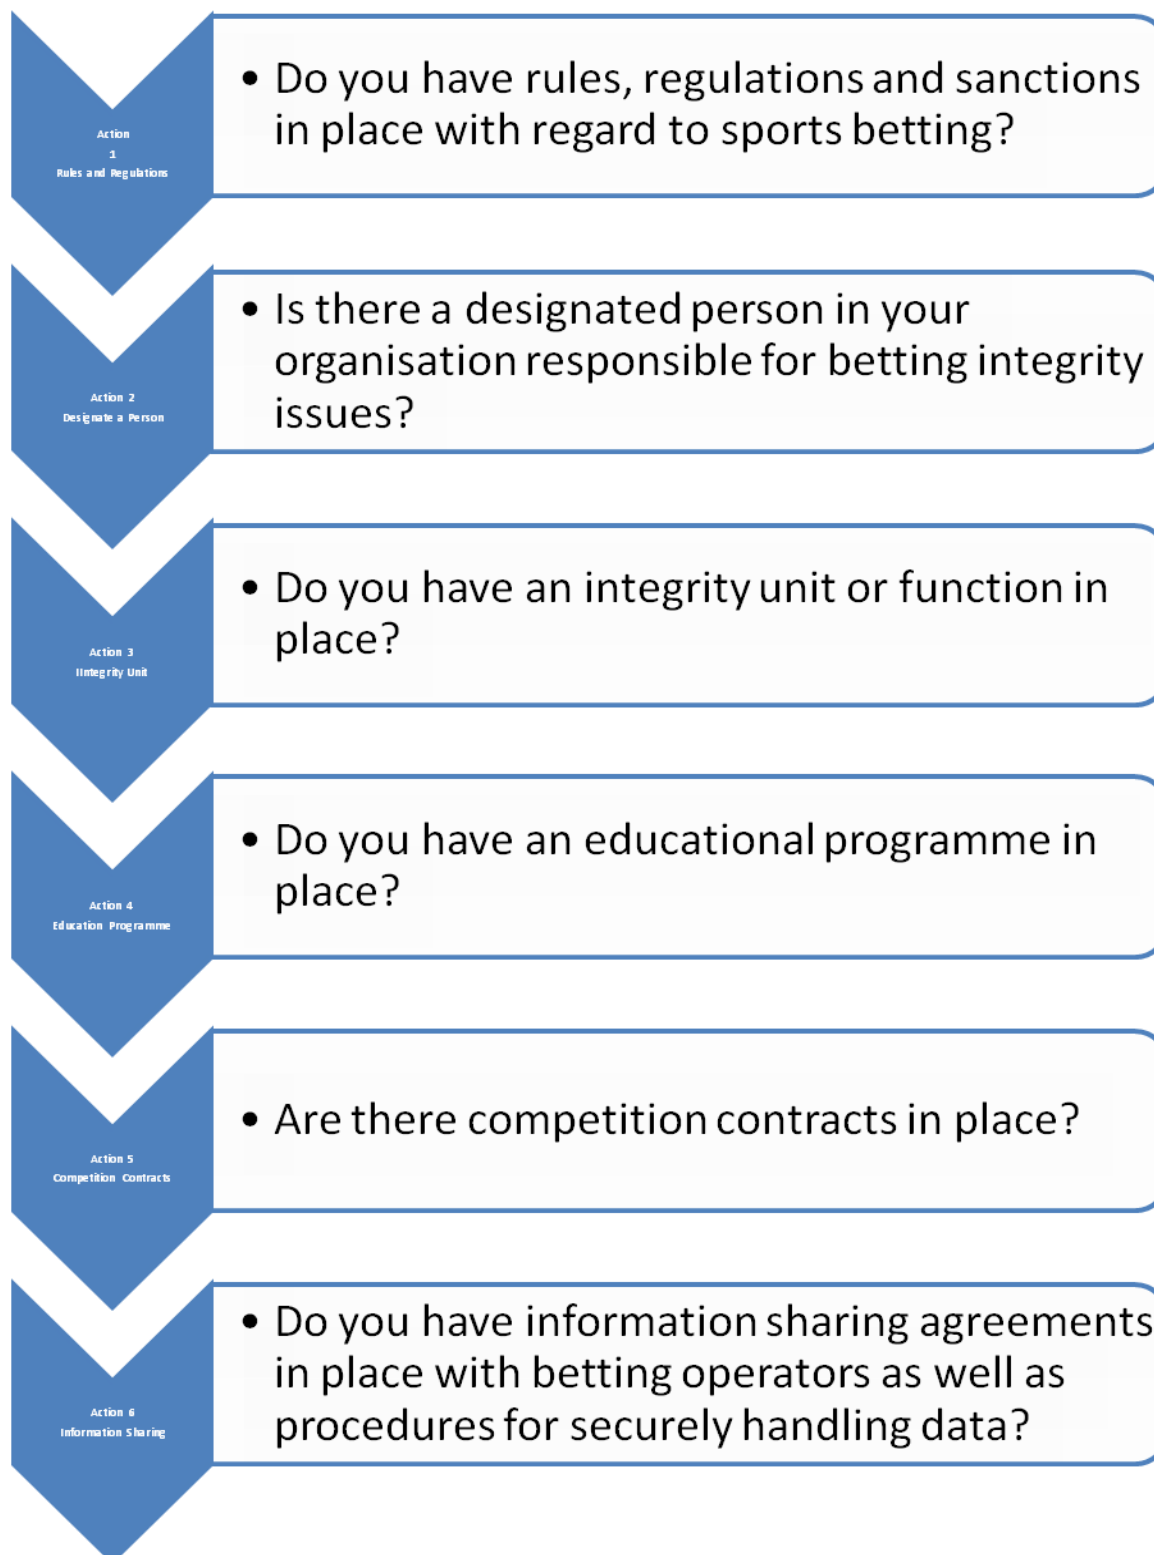 Action
1
Rules and Regulations
• Do you have rules, regulations and sanctions
in place with regard to sports betting?
Action 2
Designate a Person
• Is there a designated person in your
organisation responsible for betting integrity
issues?
Action 3
IIntegrity Unit
• Do you have an integrity unit or function in
place?
Action 4
Education Programme
• Do you have an educational programme in
place?
Action 5
Competition Contracts
• Are there competition contracts in place?
Action 6
Information Sharing
• Do you have information sharing agreements
in place with betting operators as well as
procedures for securely handling data?